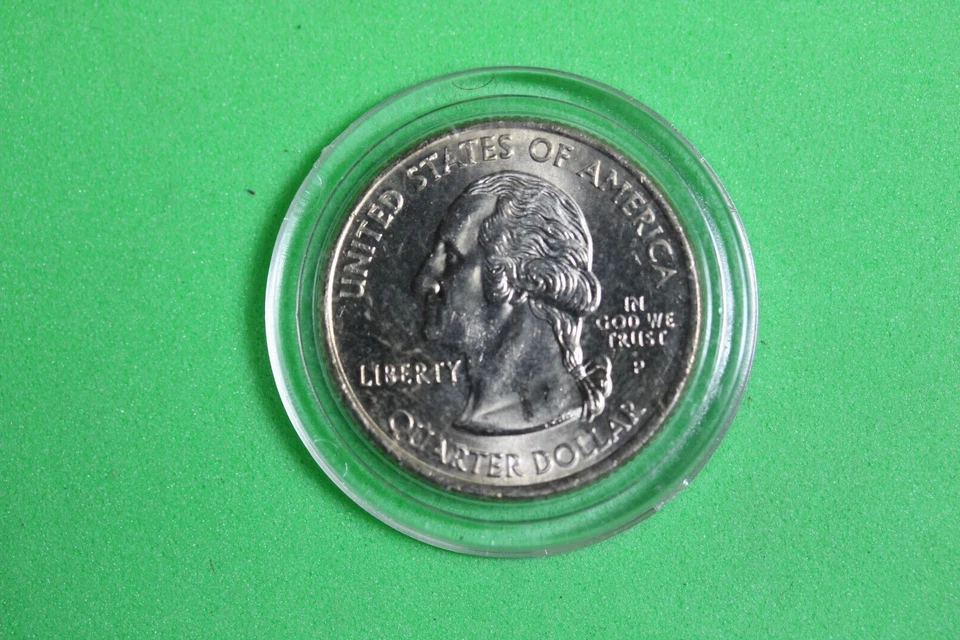 UNITED STATES OF AMERICA
IN
GOD WE
TRUST
P
LIBERTY
QUARTER DOLLAR